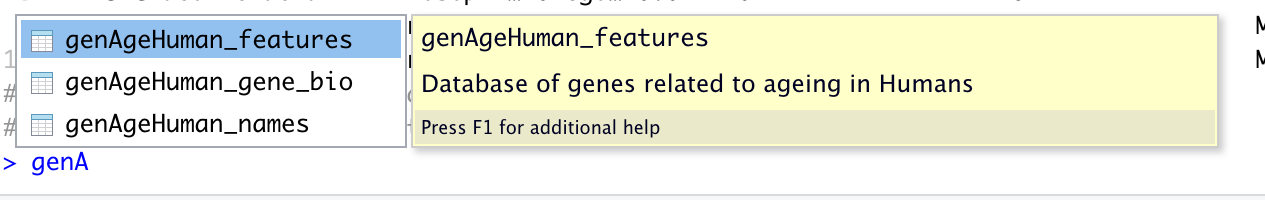 genAgeHuman_features
genAgeHuman_gene_bio
genAgeHuman_names
genAgeHuman_features
Database of genes related to ageing in Humans
Press F1 for additional help
> genA